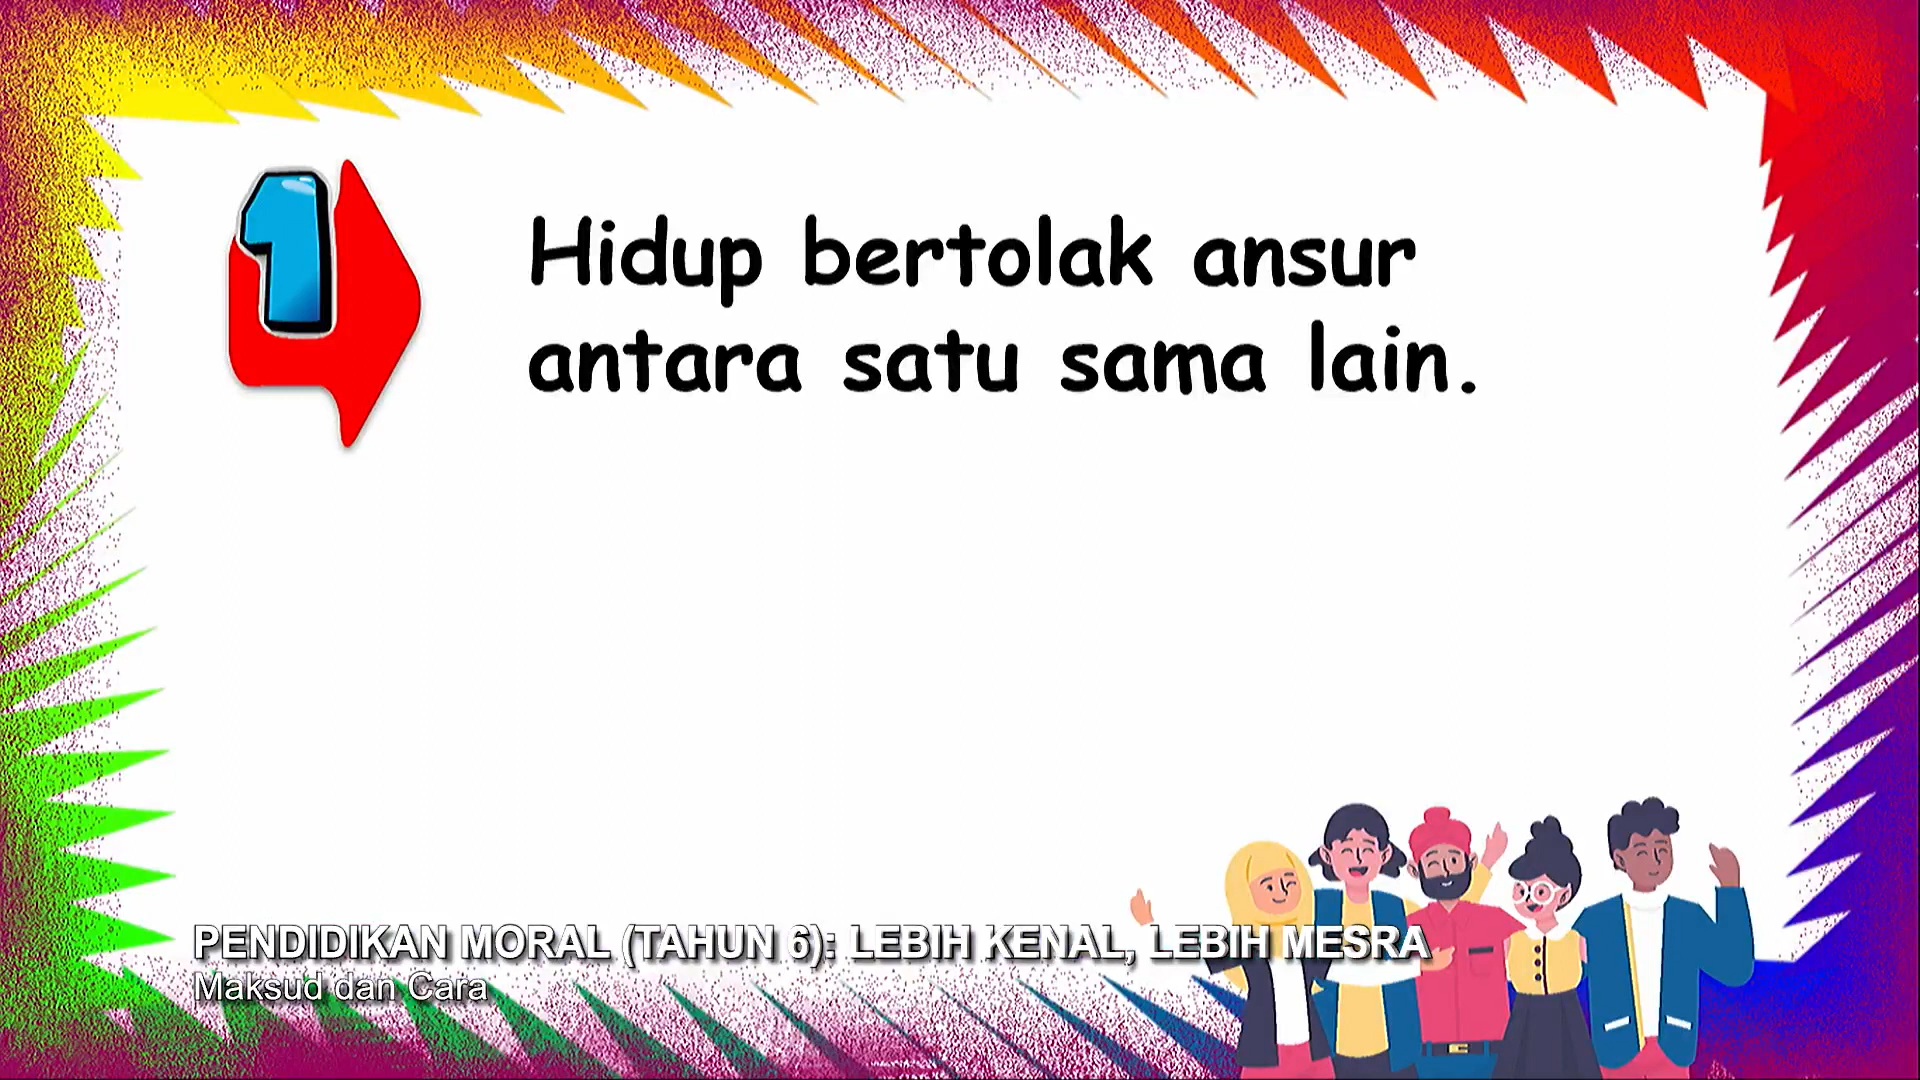 1
Hidup bertolak ansur
antara satu sama lain.
PENDIDIKAN MORAL (TAHUN 6): LEBIH KENAL, LEBIH MESRA
Maksud dan Cara